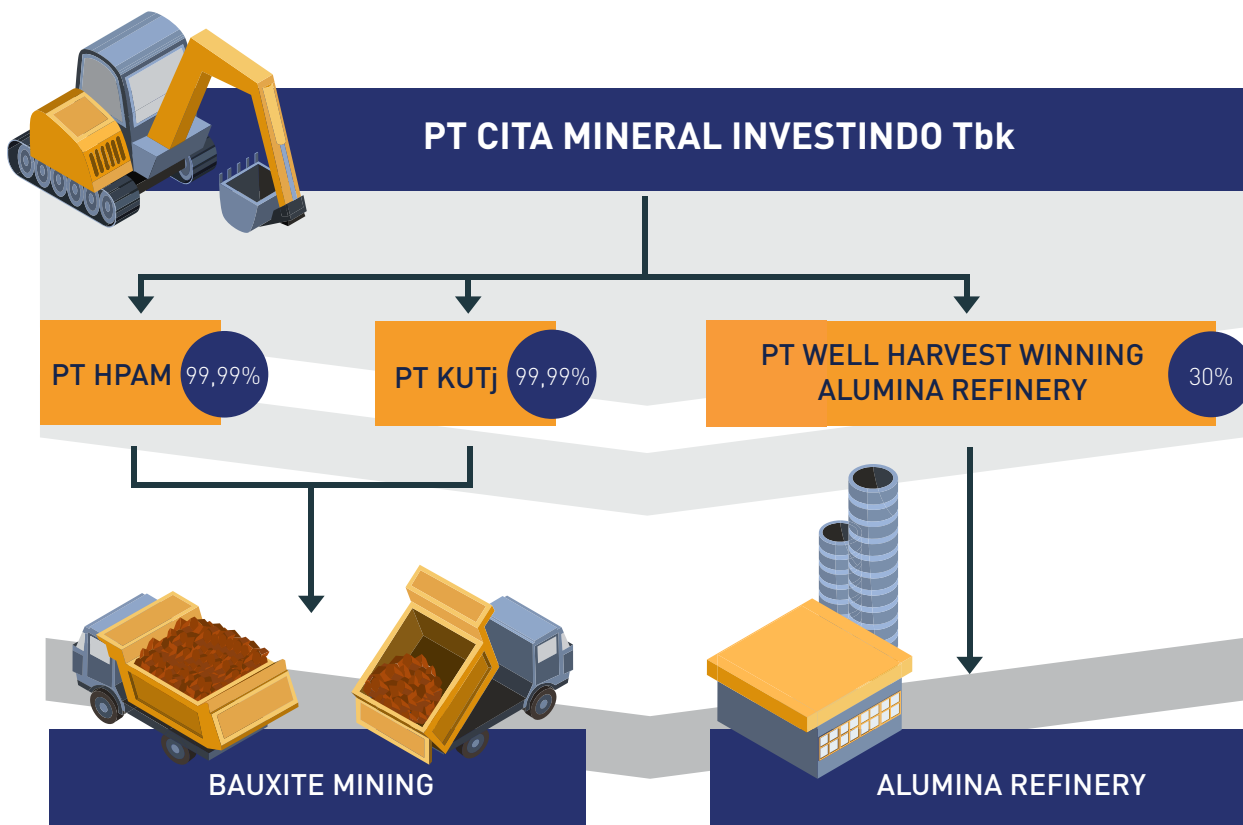 PT CITA MINERAL INVESTINDO Tbk
PT HPAM
99,99%
PT KUTj
99,99%
PT WELL HARVEST WINNING
ALUMINA REFINERY
30%
BAUXITE MINING
ALUMINA REFINERY